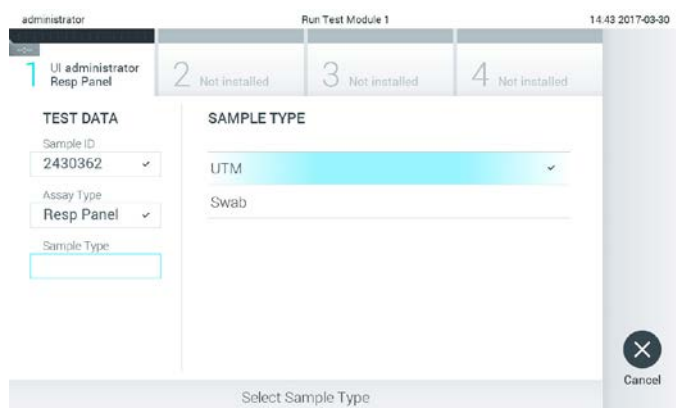 administrator Run Test Module 1 14:43 2017-03-30
1 UI administrator Resp Panel
2 Not installed
3 Not installed
4 Not installed
TEST DATA
Sample ID
2430362
Assay Type
Resp Panel
Sample Type
SAMPLE TYPE
UTM
Swab
Cancel
Select Sample Type